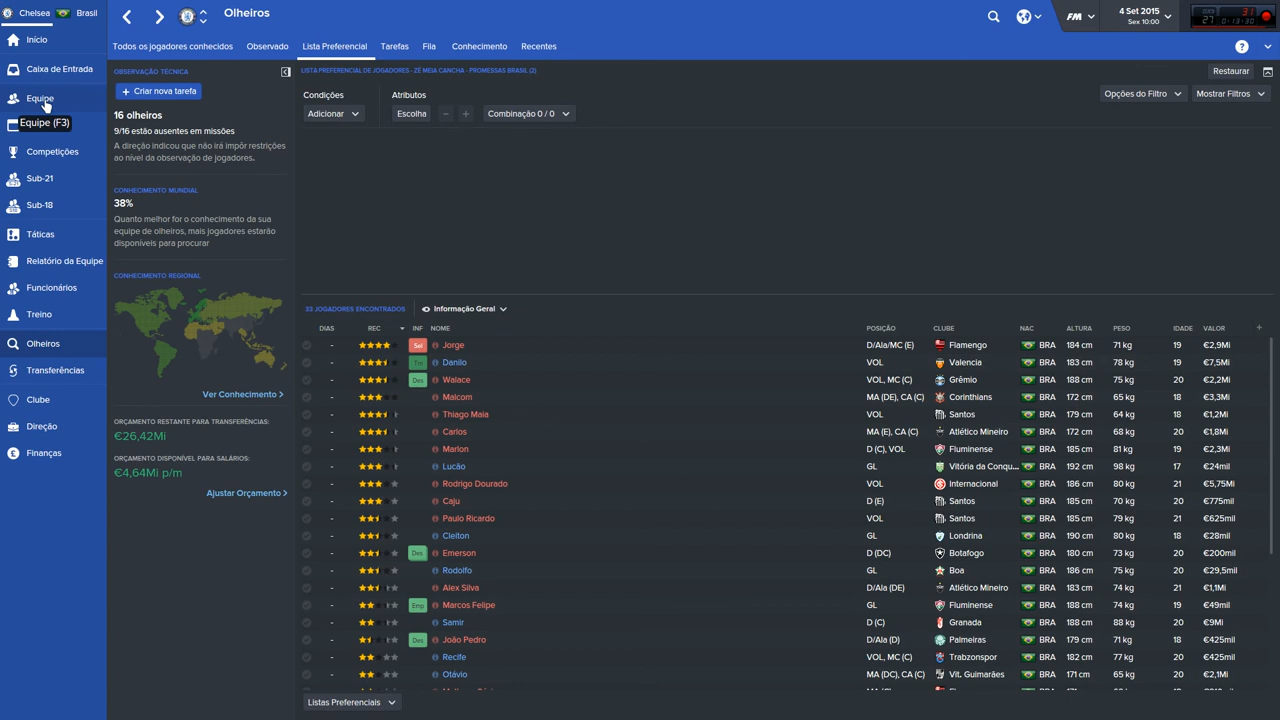 Chelsea Brasil
Olheiros
4 Set 2015
Sex 10:00
FM
Todos os jogadores conhecidos Observado Lista Preferencial Tarefas Fila Conhecimento Recentes
Início
Caixa de Entrada
Equipe
Equipe (F3)
Competições
Sub-21
Sub-18
Táticas
Relatório da Equipe
Funcionários
Treino
Olheiros
Transferências
Clube
Direção
Finanças
OBSERVAÇÃO TÉCNICA
+ Criar nova tarefa
16 olheiros
9/16 estão ausentes em missões
A direção indicou que não irá impôr restrições
ao nível da observação de jogadores.
CONHECIMENTO MUNDIAL
38%
Quanto melhor for o conhecimento da sua
equipe de olheiros, mais jogadores estarão
disponíveis para procurar
CONHECIMENTO REGIONAL
Ver Conhecimento >
ORÇAMENTO RESTANTE PARA TRANSFERÊNCIAS:
€26,42Mi
ORÇAMENTO DISPONÍVEL PARA SALÁRIOS:
€4,64Mi p/m
Ajustar Orçamento >
LISTA PREFERENCIAL DE JOGADORES - ZÉ MEIA CANCHA - PROMESSAS BRASIL (2)
Restaurar
Condições Atributos
Opções do Filtro Mostrar Filtros
Adicionar Escolha - + Combinação 0 / 0
33 JOGADORES ENCONTRADOS Informação Geral
DIAS REC INF NOME POSIÇÃO CLUBE NAC ALTURA PESO IDADE VALOR +
- Sel Jorge D/Ala/MC (E) Flamengo BRA 184 cm 71 kg 19 €2,9Mi
- Danilo VOL Valencia BRA 183 cm 78 kg 19 €7,5Mi
- Des Walace VOL, MC (C) Grêmio BRA 188 cm 75 kg 20 €2,2Mi
- Malcom MA (DE), CA (C) Corinthians BRA 172 cm 65 kg 18 €3,3Mi
- Thiago Maia VOL Santos BRA 179 cm 64 kg 18 €1,2Mi
- Carlos MA (E), CA (C) Atlético Mineiro BRA 172 cm 68 kg 20 €1,8Mi
- Marlon D (C), VOL Fluminense BRA 185 cm 81 kg 19 €2,3Mi
- Lucão GL Vitória da Conqu... BRA 192 cm 98 kg 17 €24mil
- Rodrigo Dourado VOL Internacional BRA 186 cm 80 kg 21 €5,75Mi
- Caju D (E) Santos BRA 185 cm 70 kg 20 €775mil
- Paulo Ricardo VOL Santos BRA 185 cm 79 kg 21 €625mil
- Cleiton GL Londrina BRA 190 cm 80 kg 18 €28mil
- Des Emerson D (DC) Botafogo BRA 180 cm 73 kg 20 €200mil
- Rodolfo GL Boa BRA 186 cm 75 kg 20 €29,5mil
- Alex Silva D/Ala (DE) Atlético Mineiro BRA 183 cm 74 kg 21 €1,1Mi
- Emp Marcos Felipe GL Fluminense BRA 188 cm 74 kg 19 €49mil
- Samir D (C) Granada BRA 188 cm 88 kg 20 €9Mi
- Des João Pedro D/Ala (D) Palmeiras BRA 179 cm 71 kg 18 €425mil
- Recife VOL, MC (C) Trabzonspor BRA 182 cm 77 kg 20 €425mil
- Otávio MA (DC), CA (C) Vit. Guimarães BRA 171 cm 65 kg 20 €2,1Mi
Listas Preferenciais